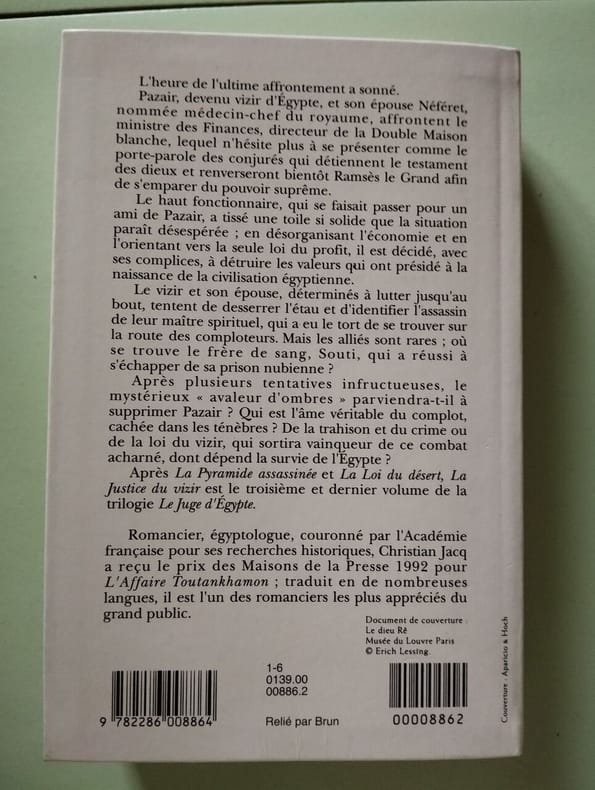 L'heure de l'ultime affrontement a sonné.
Pazair, devenu vizir d'Égypte, et son épouse Néféret,
nommée médecin-chef du royaume, affrontent le
ministre des Finances, directeur de la Double Maison
blanche, lequel n'hésite plus à se présenter comme le
porte-parole des conjurés qui détiennent le testament
des dieux et renverseront bientôt Ramsès le Grand afin
de s'emparer du pouvoir suprême.
Le haut fonctionnaire, qui se faisait passer pour un
ami de Pazair, a tissé une toile si solide que la situation
paraît désespérée ; en désorganisant l'économie et en
l'orientant vers la seule loi du profit, il est décidé, avec
ses complices, à détruire les valeurs qui ont présidé à la
naissance de la civilisation égyptienne.
Le vizir et son épouse, déterminés à lutter jusqu'au
bout, tentent de desserrer l'étau et d'identifier l'assassin
de leur maître spirituel, qui a eu le tort de se trouver sur
la route des comploteurs. Mais les alliés sont rares ; où
se trouve le frère de sang, Souti, qui a réussi à
s'échapper de sa prison nubienne ?
Après plusieurs tentatives infructueuses, le
mystérieux « avaleur d'ombres » parviendra-t-il à
supprimer Pazair ? Qui est l'âme véritable du complot,
cachée dans les ténèbres ? De la trahison et du crime ou
de la loi du vizir, qui sortira vainqueur de ce combat
acharné, dont dépend la survie de l'Égypte ?
Après La Pyramide assassinée et La Loi du désert, La
Justice du vizir est le troisième et dernier volume de la
trilogie Le Juge d'Égypte.
Romancier, égyptologue, couronné par l'Académie
française pour ses recherches historiques, Christian Jacq
a reçu le prix des Maisons de la Presse 1992 pour
L'Affaire Toutankhamon ; traduit en de nombreuses
langues, il est l'un des romanciers les plus appréciés du
grand public.
Document de couverture :
Le dieu Rê
Musée du Louvre Paris
© Erich Lessing.
Couverture : Aparicio & Hoch
1-6
0139.00
00886.2
9 782286 008864
Relié par Brun
00008862